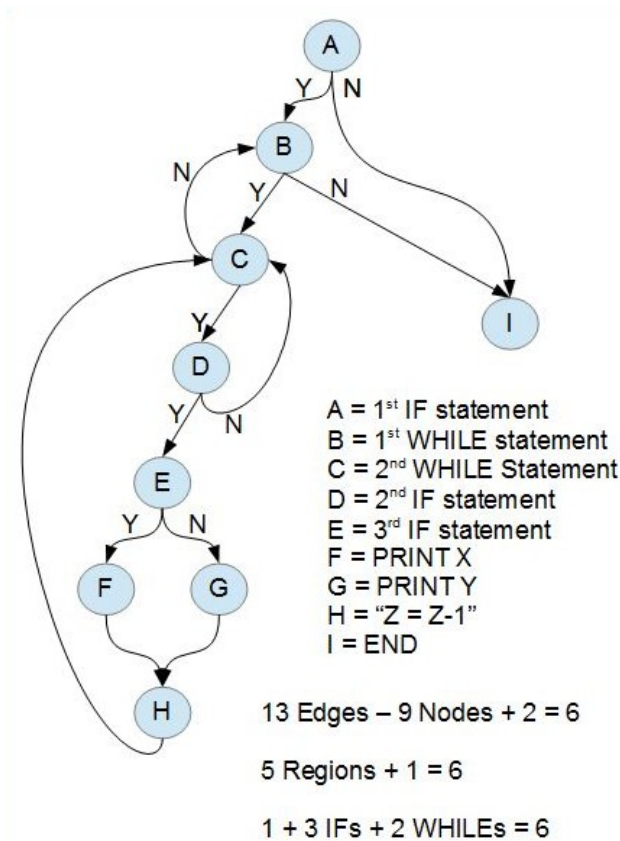 A
Y N
B
N
Y N
C
I
Y
D
Y N
E
Y N
F G
H
A = 1st IF statement
B = 1st WHILE statement
C = 2nd WHILE Statement
D = 2nd IF statement
E = 3rd IF statement
F = PRINT X
G = PRINT Y
H = “Z = Z-1”
I = END
13 Edges – 9 Nodes + 2 = 6
5 Regions + 1 = 6
1 + 3 IFs + 2 WHILEs = 6